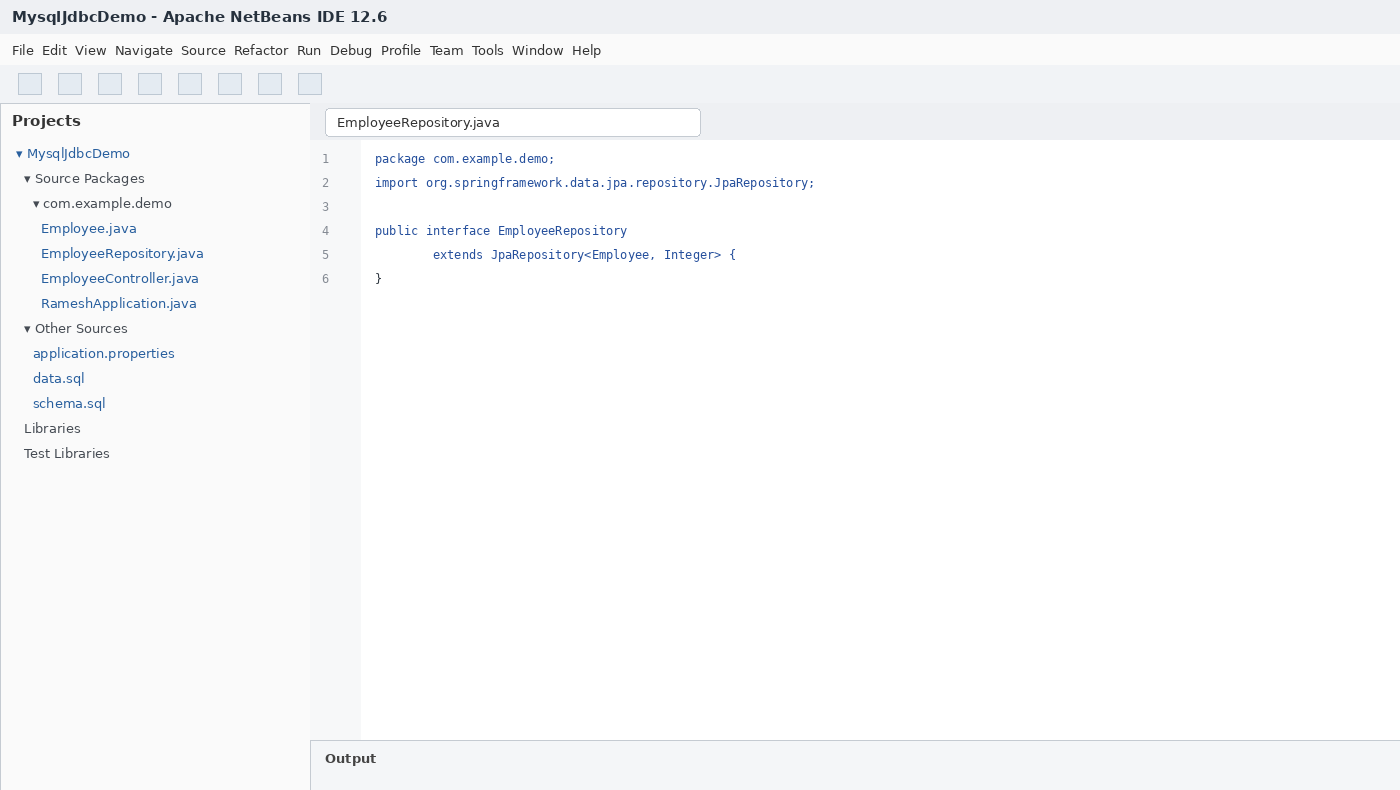 MysqlJdbcDemo - Apache NetBeans IDE 12.6
File Edit View Navigate Source Refactor Run Debug Profile Team Tools Window Help
Projects
▾ MysqlJdbcDemo
▾ Source Packages
▾ com.example.demo
Employee.java
EmployeeRepository.java
EmployeeController.java
RameshApplication.java
▾ Other Sources
application.properties
data.sql
schema.sql
Libraries
Test Libraries
EmployeeRepository.java
1 package com.example.demo;
2 import org.springframework.data.jpa.repository.JpaRepository;
3
4 public interface EmployeeRepository
5         extends JpaRepository<Employee, Integer> {
6 }
Output